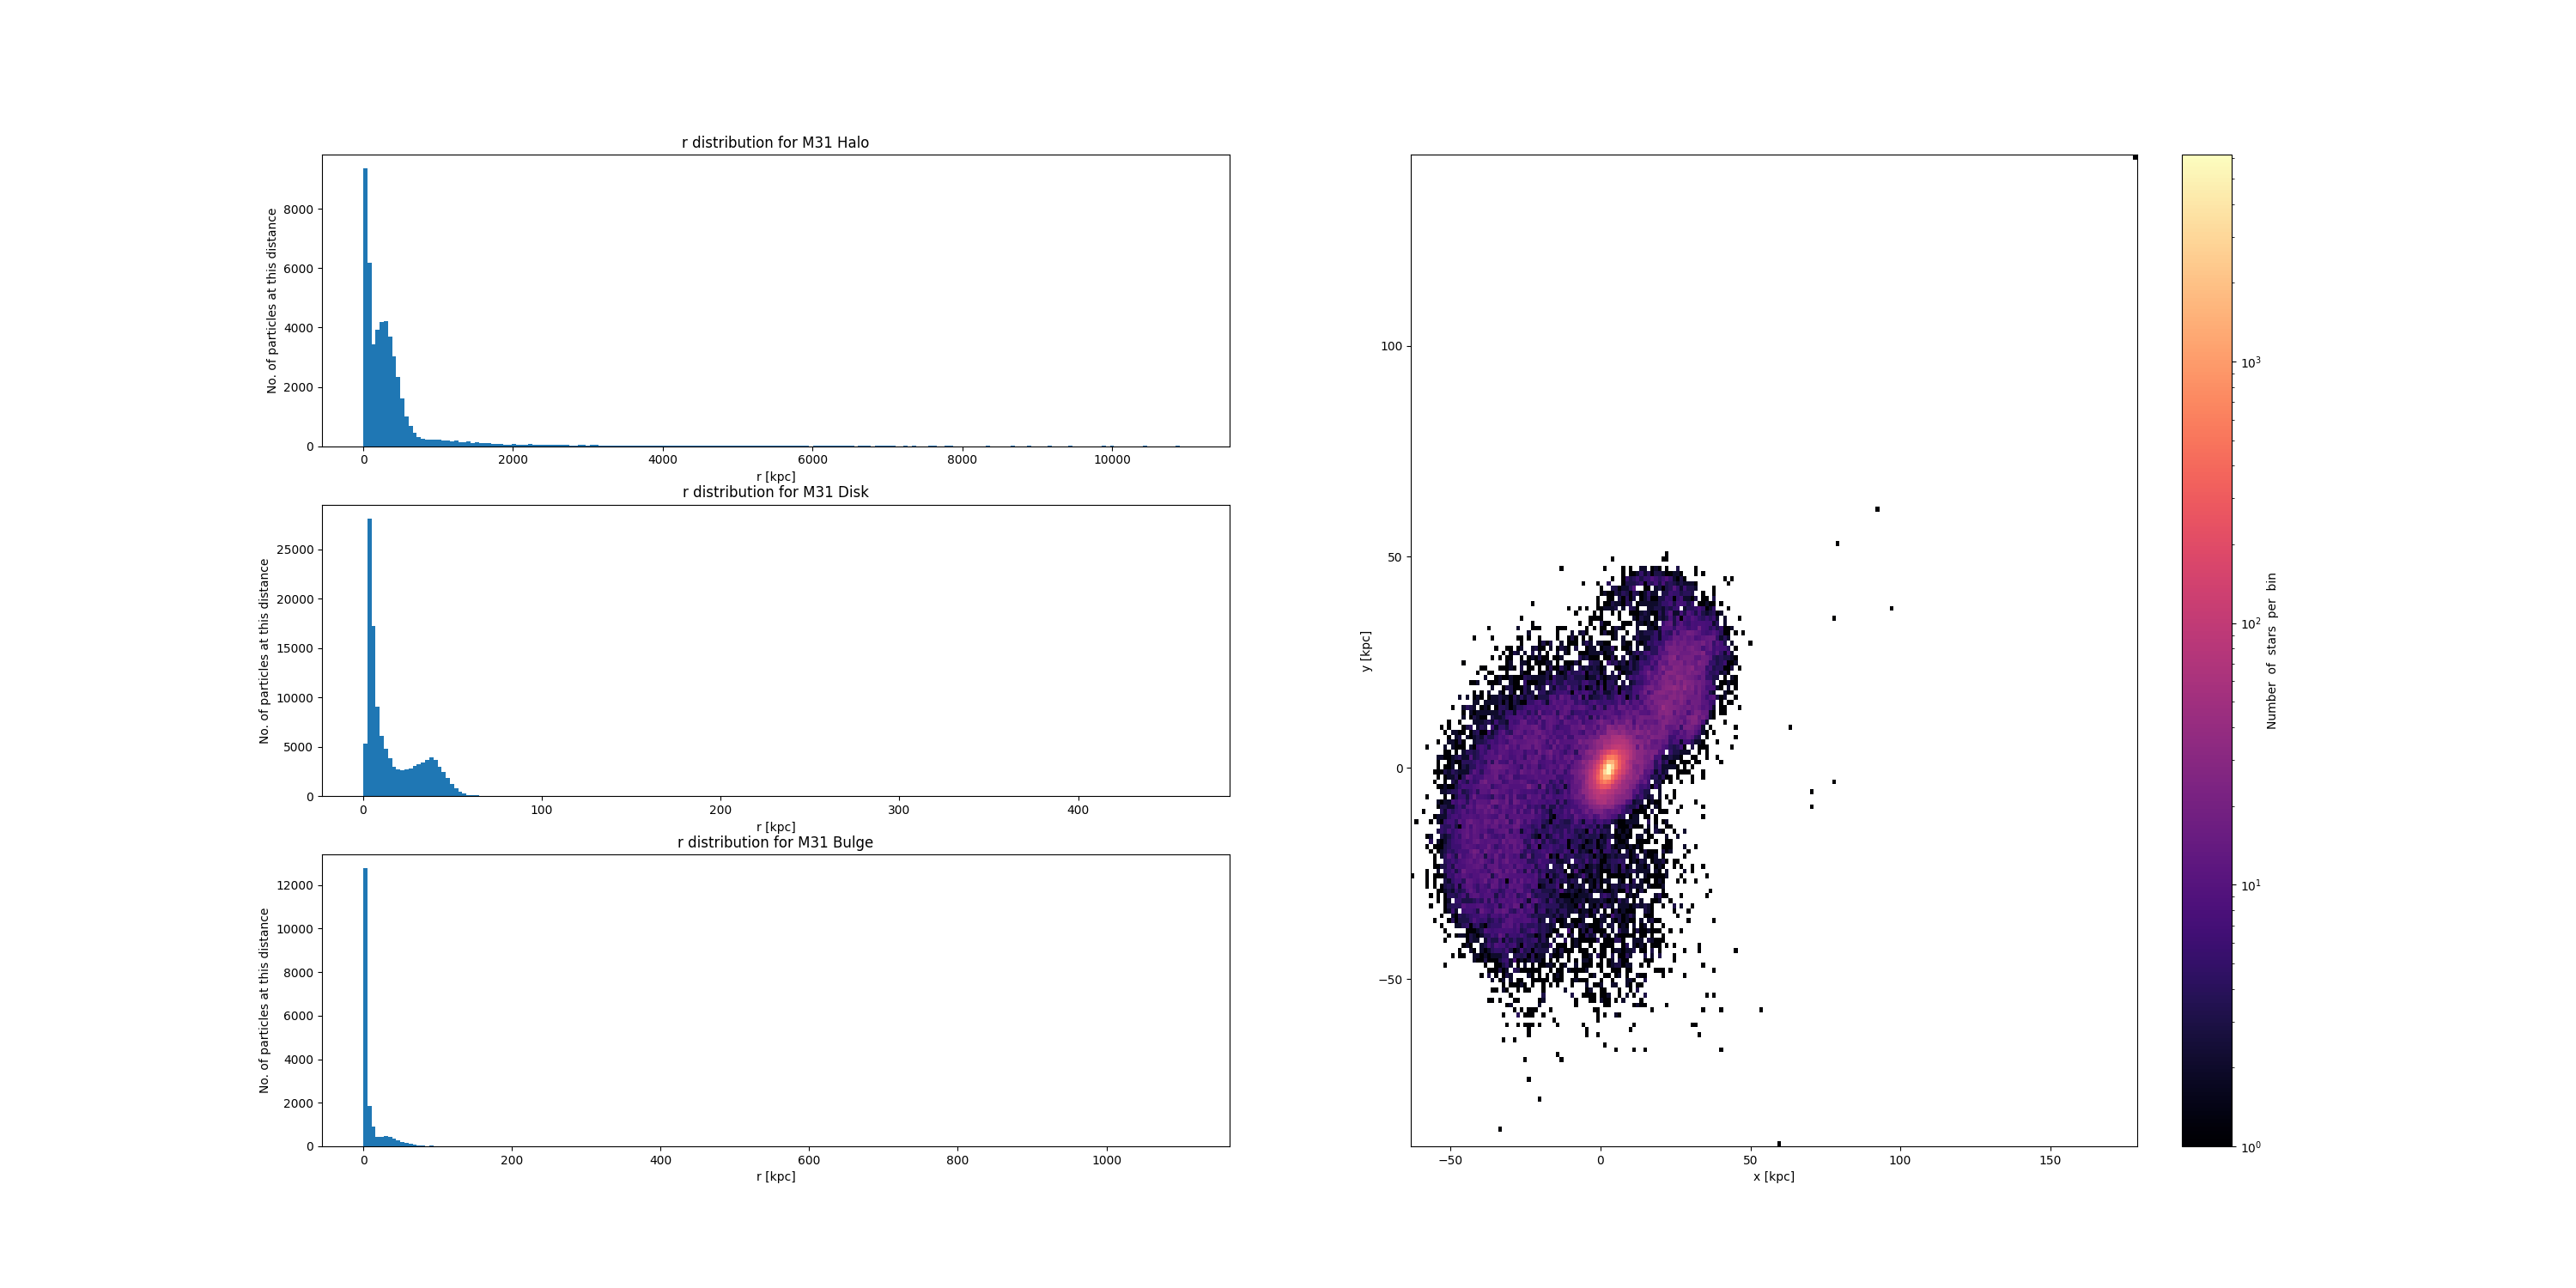 r distribution for M31 Halo
No. of particles at this distance
8000
6000
4000
2000
0
0 2000 4000 6000 8000 10000
r [kpc]
r distribution for M31 Disk
No. of particles at this distance
25000
20000
15000
10000
5000
0
0 100 200 300 400
r [kpc]
r distribution for M31 Bulge
No. of particles at this distance
12000
10000
8000
6000
4000
2000
0
0 200 400 600 800 1000
r [kpc]
y [kpc]
100
50
0
−50
−50 0 50 100 150
x [kpc]
10³
10²
10¹
10⁰
Number of stars per bin